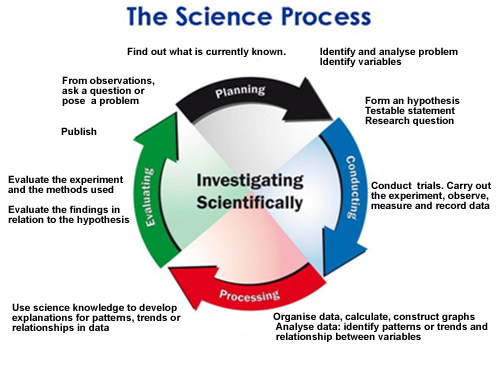 The Science Process
Find out what is currently known.
Identify and analyse problem
Identify variables
From observations,
ask a question or
pose a problem
Planning
Form an hypothesis
Testable statement
Research question
Publish
Investigating
Scientifically
Conducting
Conduct trials. Carry out
the experiment, observe,
measure and record data
Evaluate the experiment
and the methods used
Evaluate the findings in
relation to the hypothesis
Evaluating
Processing
Use science knowledge to develop
explanations for patterns, trends or
relationships in data
Organise data, calculate, construct graphs
Analyse data: identify patterns or trends and
relationship between variables